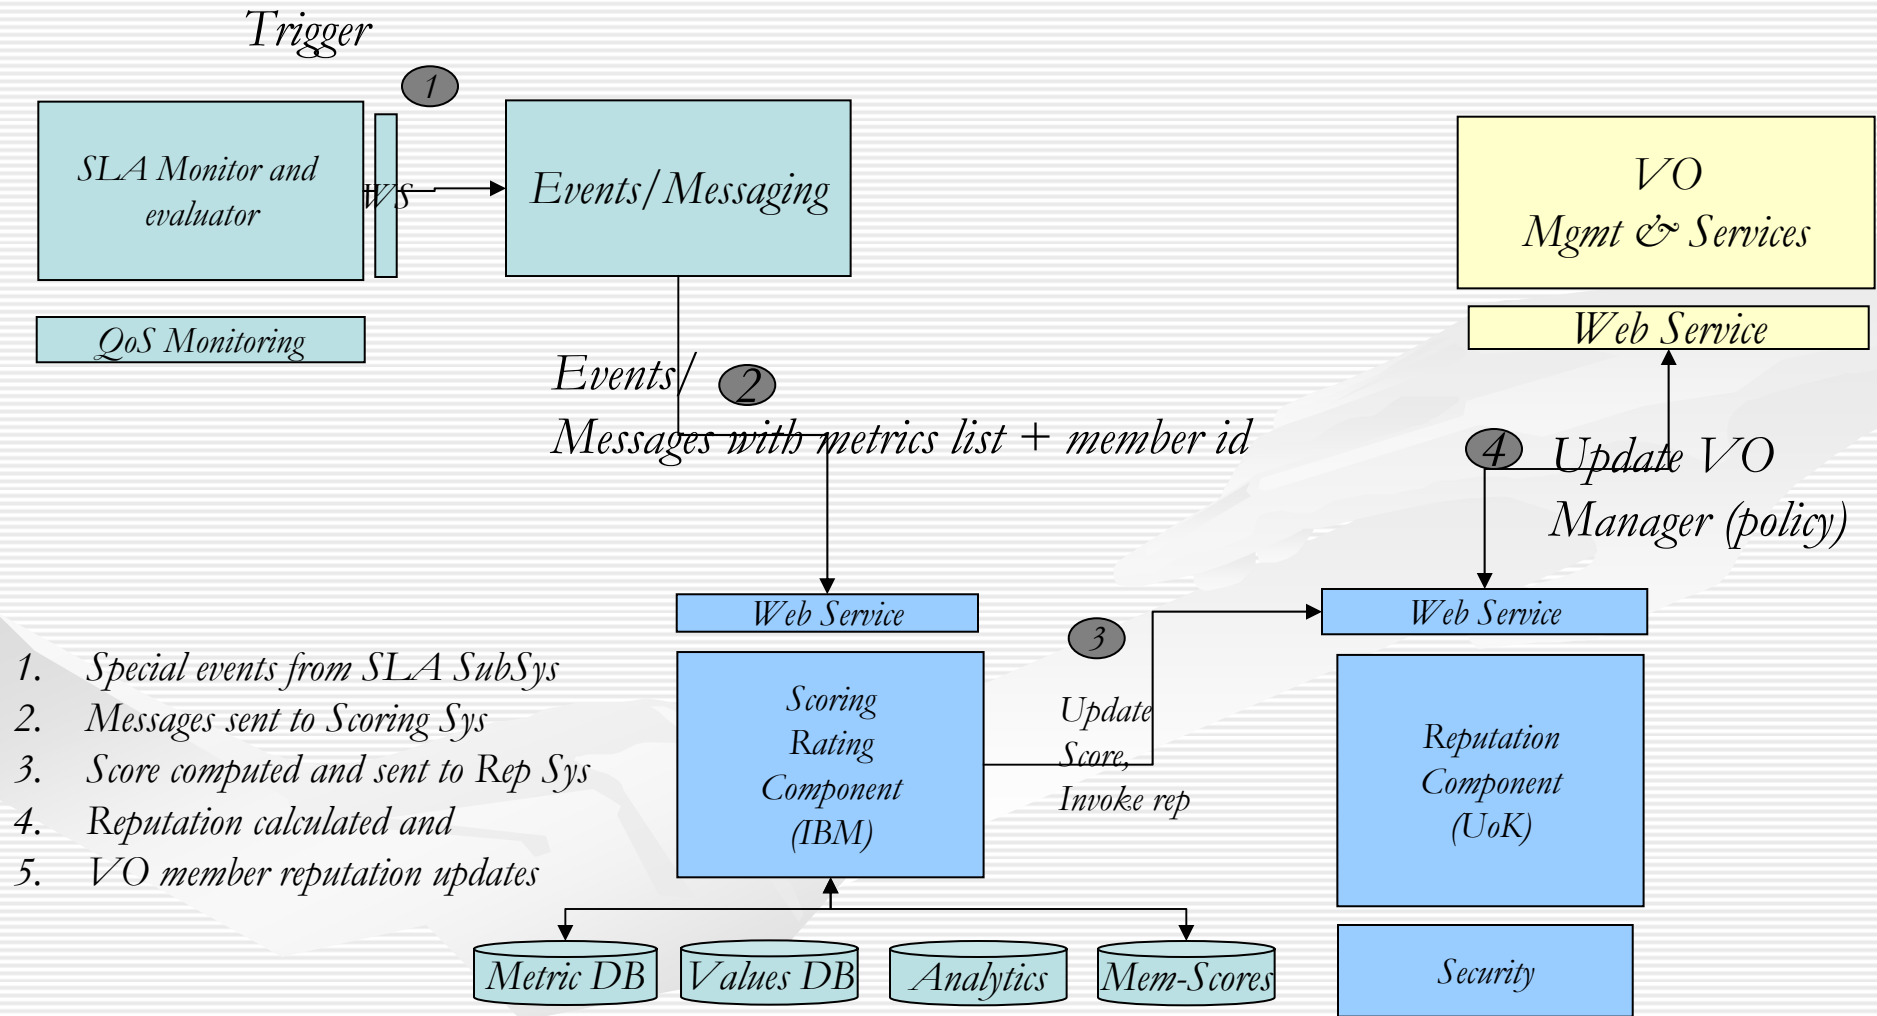 Trigger
1
SLA Monitor and
evaluator
WS
Events/Messaging
VO
Mgmt & Services
QoS Monitoring
Web Service
Events/
2
Messages with metrics list + member id
4
Update VO
Manager (policy)
Web Service
Web Service
3
1. Special events from SLA SubSys
2. Messages sent to Scoring Sys
3. Score computed and sent to Rep Sys
4. Reputation calculated and
5. VO member reputation updates
Scoring
Rating
Component
(IBM)
Update
Score,
Invoke rep
Reputation
Component
(UoK)
Metric DB
Values DB
Analytics
Mem-Scores
Security